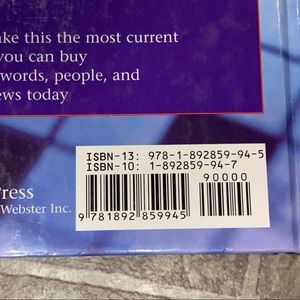 ake this the most current
you can buy
words, people, and
ews today
ISBN-13: 978-1-892859-94-5
ISBN-10: 1-892859-94-7
90000
9 781892 859945
Press
Webster Inc.